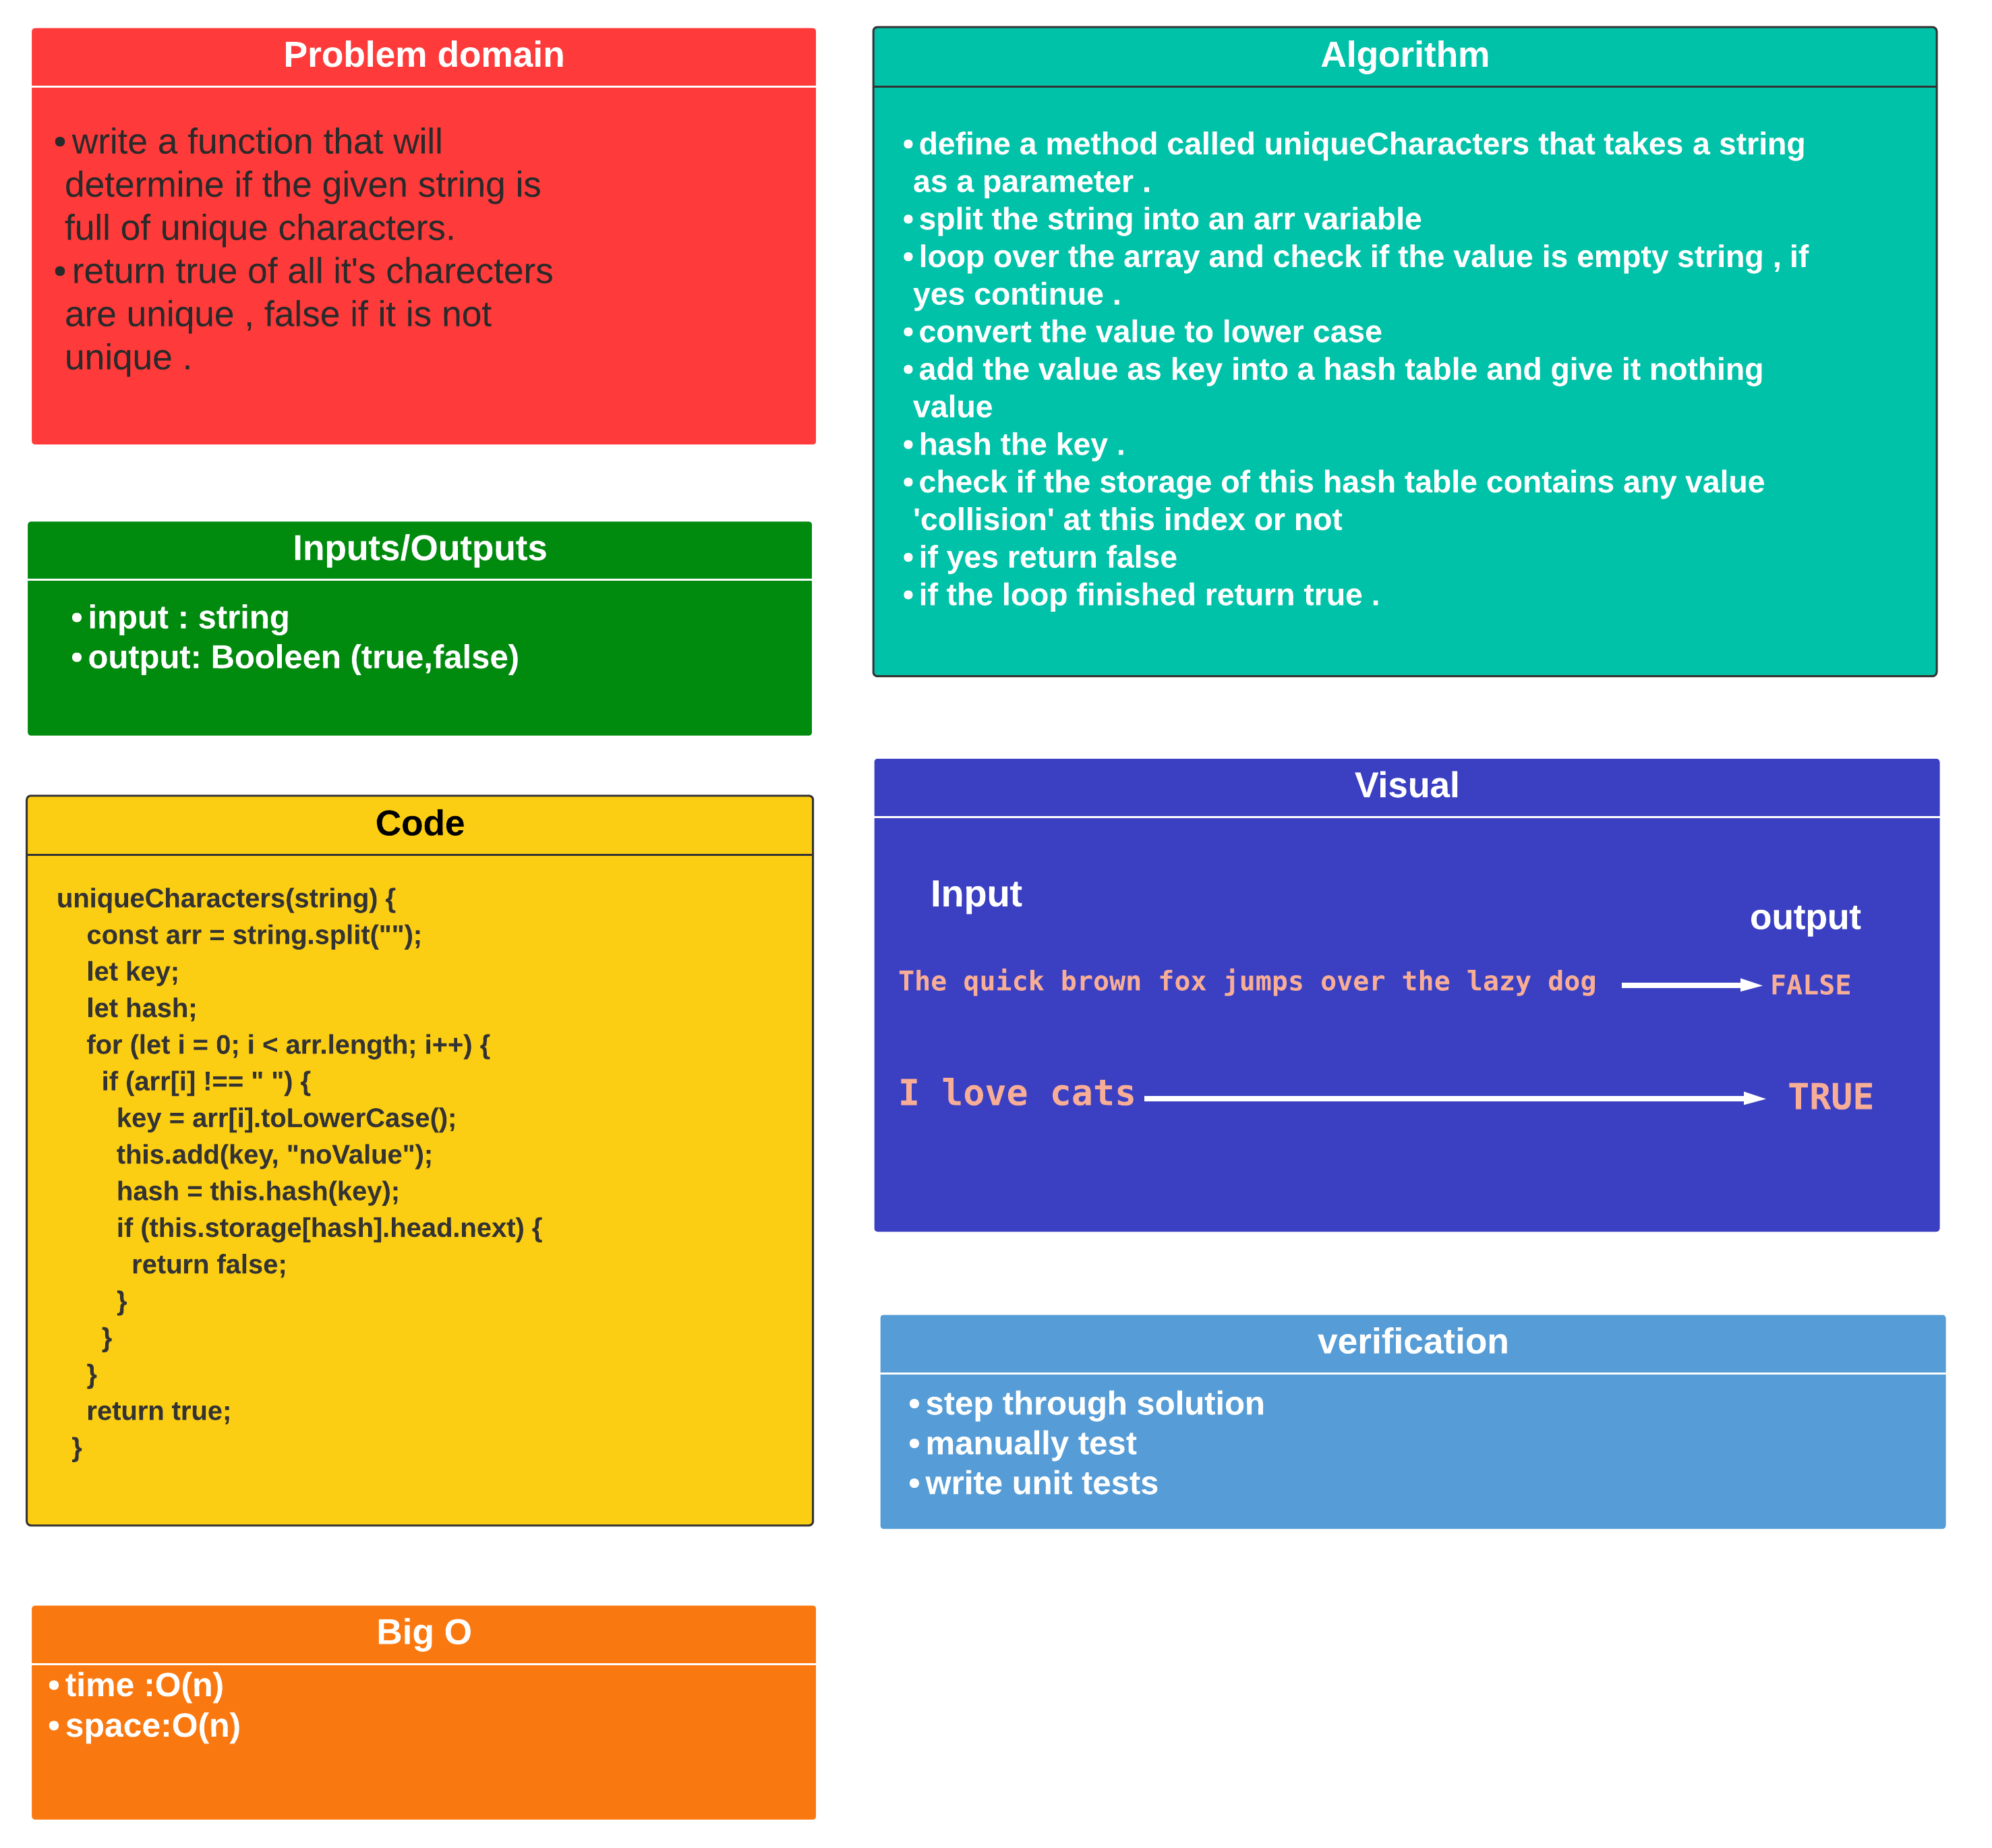 Problem domain
• write a function that will
determine if the given string is
full of unique characters.
• return true of all it's charecters
are unique , false if it is not
unique .
Inputs/Outputs
• input : string
• output: Booleen (true,false)
Code
uniqueCharacters(string) {
const arr = string.split("");
let key;
let hash;
for (let i = 0; i < arr.length; i++) {
if (arr[i] !== " ") {
key = arr[i].toLowerCase();
this.add(key, "noValue");
hash = this.hash(key);
if (this.storage[hash].head.next) {
return false;
}
}
}
return true;
}
Big O
• time :O(n)
• space:O(n)
Algorithm
• define a method called uniqueCharacters that takes a string
as a parameter .
• split the string into an arr variable
• loop over the array and check if the value is empty string , if
yes continue .
• convert the value to lower case
• add the value as key into a hash table and give it nothing
value
• hash the key .
• check if the storage of this hash table contains any value
'collision' at this index or not
• if yes return false
• if the loop finished return true .
Visual
Input
output
The quick brown fox jumps over the lazy dog FALSE
I love cats TRUE
verification
• step through solution
• manually test
• write unit tests